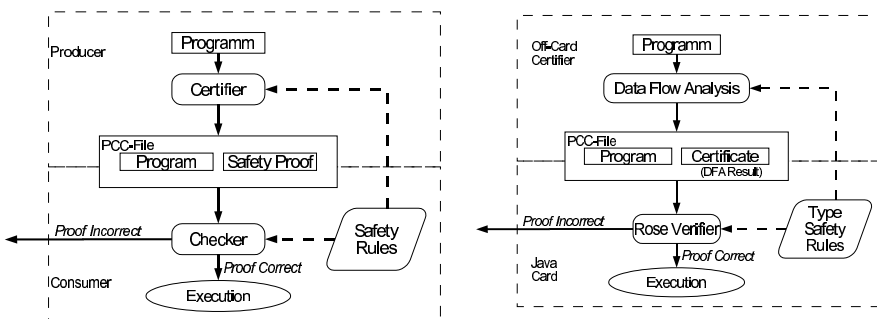 Producer
Programm
Certifier
PCC-File
Program
Safety Proof
Proof Incorrect
Checker
Safety
Rules
Proof Correct
Consumer
Execution
Off-Card
Certifier
Programm
Data Flow Analysis
PCC-File
Program
Certificate
(DFA Result)
Proof Incorrect
Rose Verifier
Type
Safety
Rules
Proof Correct
Java
Card
Execution